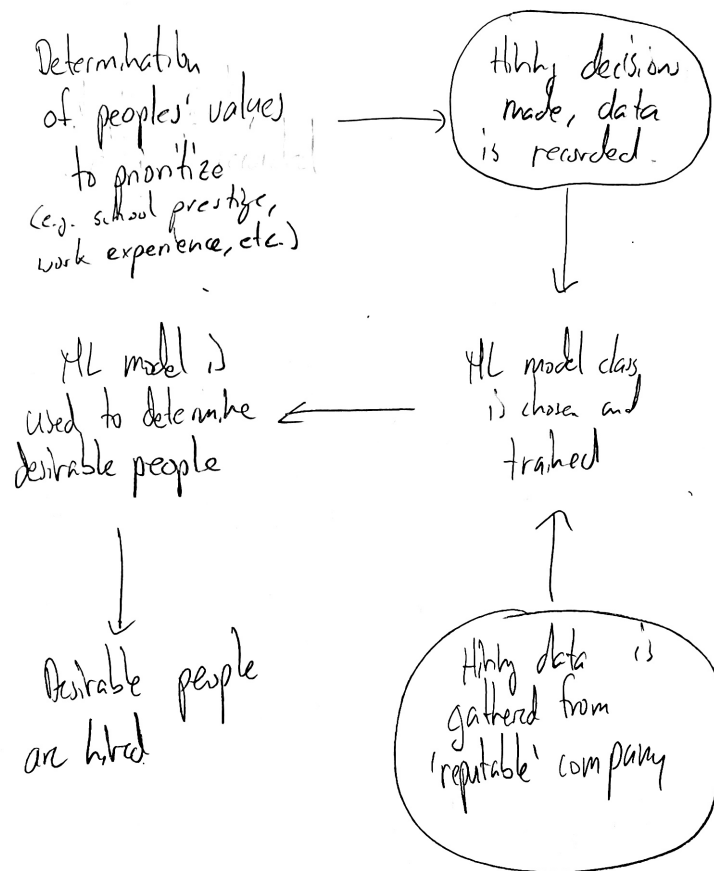 Determination
of peoples' values
to prioritize
(e.g. school prestige,
work experience, etc.)
Hiring decisions
made, data
is recorded.
ML model class
is chosen and
trained
ML model is
used to determine
desirable people
Desirable people
are hired
Hiring data is
gatherd from
'reputable' company